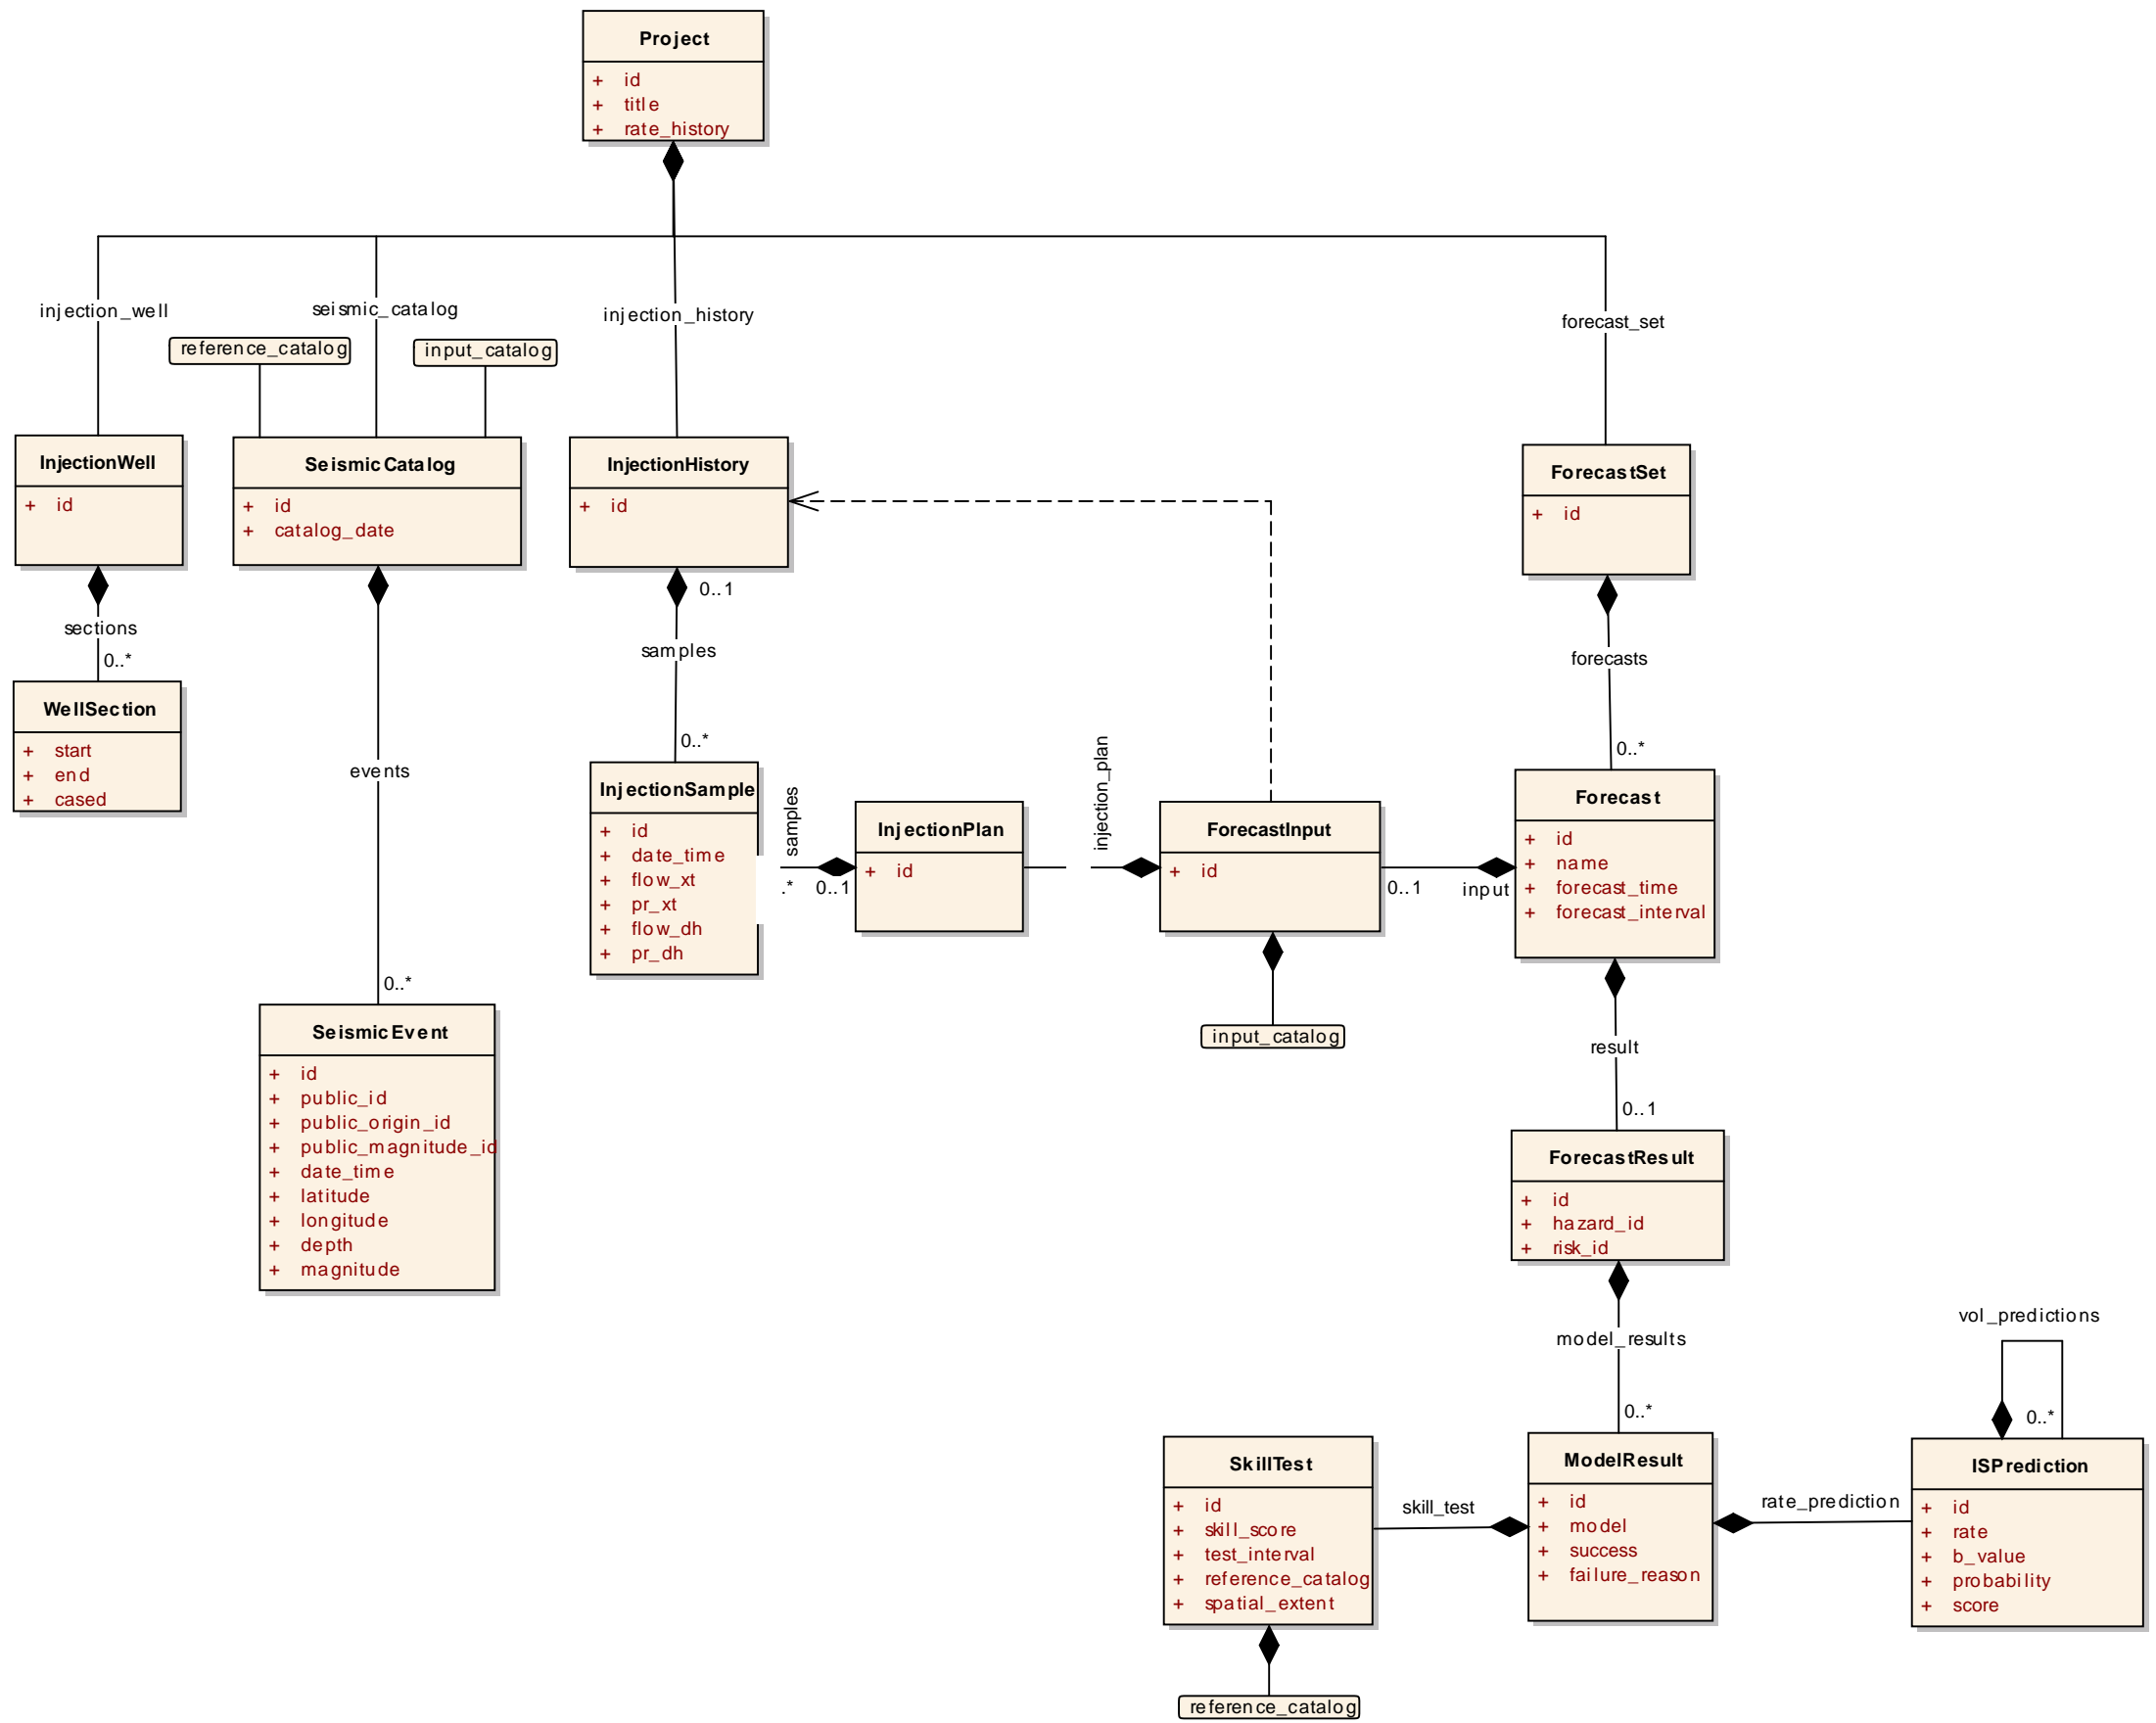 Project
+ id
+ title
+ rate_history
injection_well
seismic_catalog
injection_history
forecast_set
reference_catalog
input_catalog
InjectionWell
+ id
SeismicCatalog
+ id
+ catalog_date
InjectionHistory
+ id
ForecastSet
+ id
sections
0..*
0..1
samples
0..*
forecasts
0..*
WellSection
+ start
+ end
+ cased
events
0..*
InjectionSample
+ id
+ date_time
+ flow_xt
+ pr_xt
+ flow_dh
+ pr_dh
samples
.*
0..1
InjectionPlan
+ id
injection_plan
ForecastInput
+ id
0..1
input
Forecast
+ id
+ name
+ forecast_time
+ forecast_interval
input_catalog
SeismicEvent
+ id
+ public_id
+ public_origin_id
+ public_magnitude_id
+ date_time
+ latitude
+ longitude
+ depth
+ magnitude
result
0..1
ForecastResult
+ id
+ hazard_id
+ risk_id
model_results
0..*
vol_predictions
0..*
SkillTest
+ id
+ skill_score
+ test_interval
+ reference_catalog
+ spatial_extent
skill_test
ModelResult
+ id
+ model
+ success
+ failure_reason
rate_prediction
ISPrediction
+ id
+ rate
+ b_value
+ probability
+ score
reference_catalog